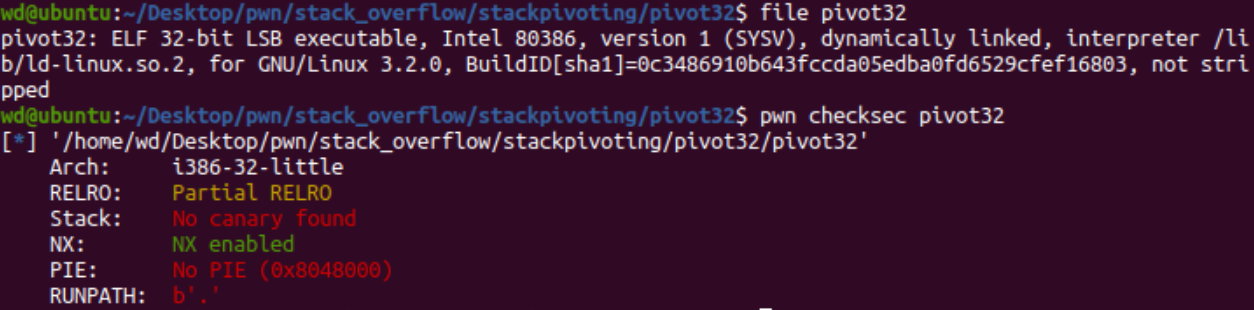 wd@ubuntu:~/Desktop/pwn/stack_overflow/stackpivoting/pivot32$ file pivot32
pivot32: ELF 32-bit LSB executable, Intel 80386, version 1 (SYSV), dynamically linked, interpreter /li
b/ld-linux.so.2, for GNU/Linux 3.2.0, BuildID[sha1]=0c3486910b643fccda05edba0fd6529cfef16803, not stri
pped
wd@ubuntu:~/Desktop/pwn/stack_overflow/stackpivoting/pivot32$ pwn checksec pivot32
[*] '/home/wd/Desktop/pwn/stack_overflow/stackpivoting/pivot32/pivot32'
    Arch:     i386-32-little
    RELRO:    Partial RELRO
    Stack:    No canary found
    NX:       NX enabled
    PIE:      No PIE (0x8048000)
    RUNPATH:  b'.'